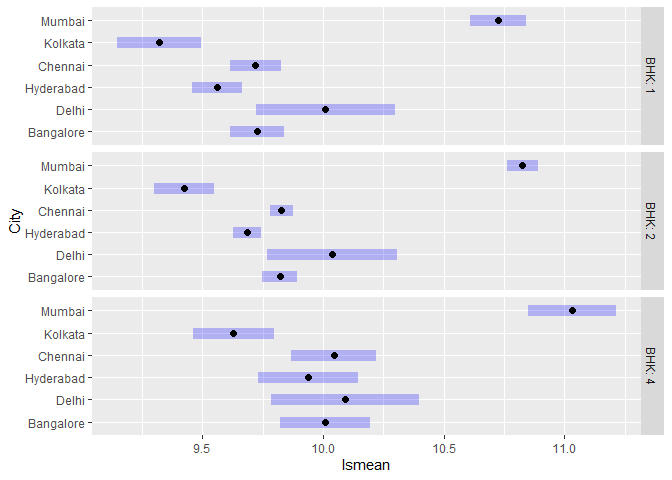 Mumbai
Kolkata
Chennai
Hyderabad
Delhi
Bangalore
BHK: 1
Mumbai
Kolkata
Chennai
Hyderabad
Delhi
Bangalore
BHK: 2
Mumbai
Kolkata
Chennai
Hyderabad
Delhi
Bangalore
BHK: 4
City
9.5 10.0 10.5 11.0
lsmean